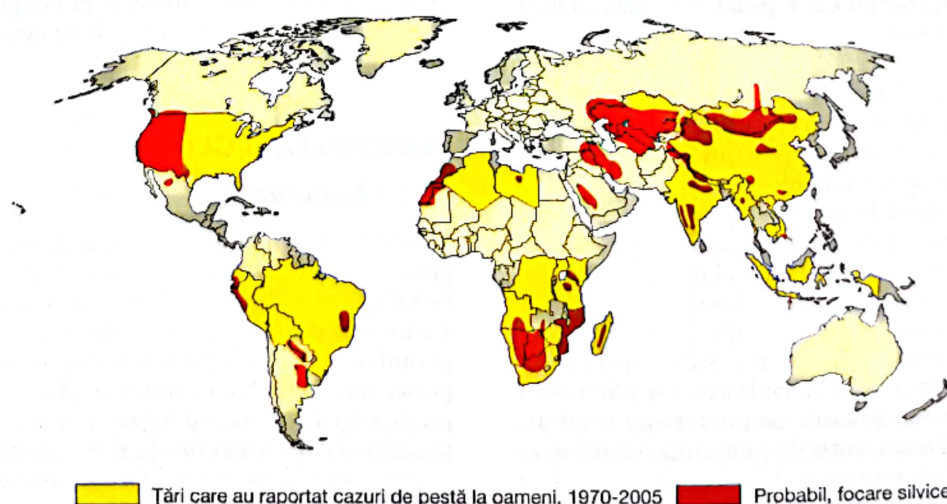 Țări care au raportat cazuri de pestă la oameni, 1970-2005
Probabil, focare silvice